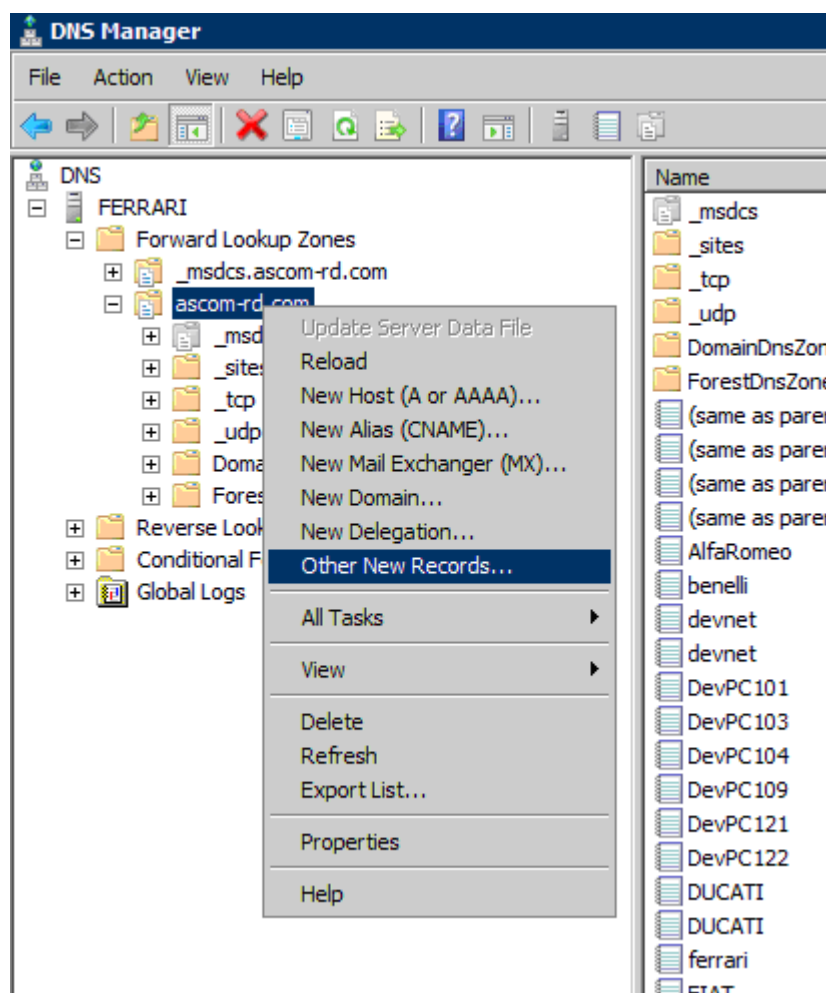 DNS Manager
File Action View Help
DNS
FERRARI
Forward Lookup Zones
_msdcs.ascom-rd.com
ascom-rd.com
_msd
_sites
_tcp
_udp
Doma
Fores
Reverse Look
Conditional F
Global Logs
Update Server Data File
Reload
New Host (A or AAAA)...
New Alias (CNAME)...
New Mail Exchanger (MX)...
New Domain...
New Delegation...
Other New Records...
All Tasks
View
Delete
Refresh
Export List...
Properties
Help
Name
_msdcs
_sites
_tcp
_udp
DomainDnsZon
ForestDnsZone
(same as paren
(same as paren
(same as paren
(same as paren
AlfaRomeo
benelli
devnet
devnet
DevPC101
DevPC103
DevPC104
DevPC109
DevPC121
DevPC122
DUCATI
DUCATI
ferrari
FIAT